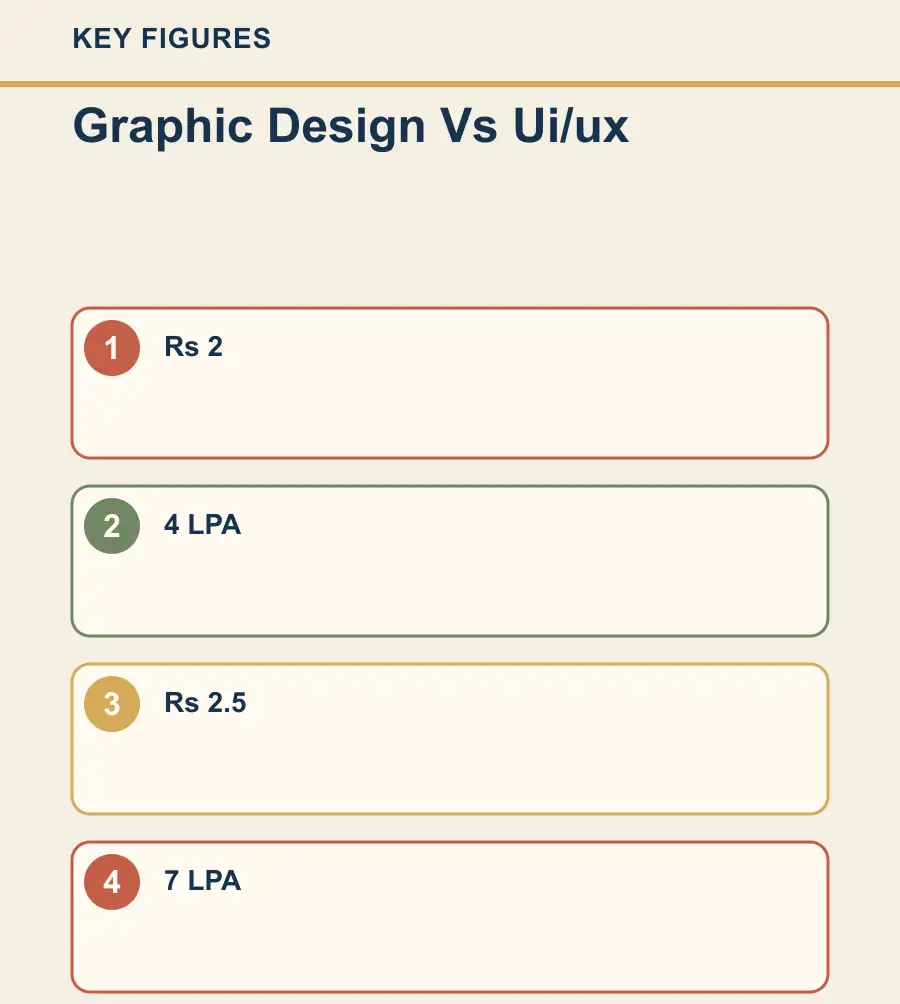 KEY FIGURES
Graphic Design Vs Ui/ux
1 Rs 2
2 4 LPA
3 Rs 2.5
4 7 LPA